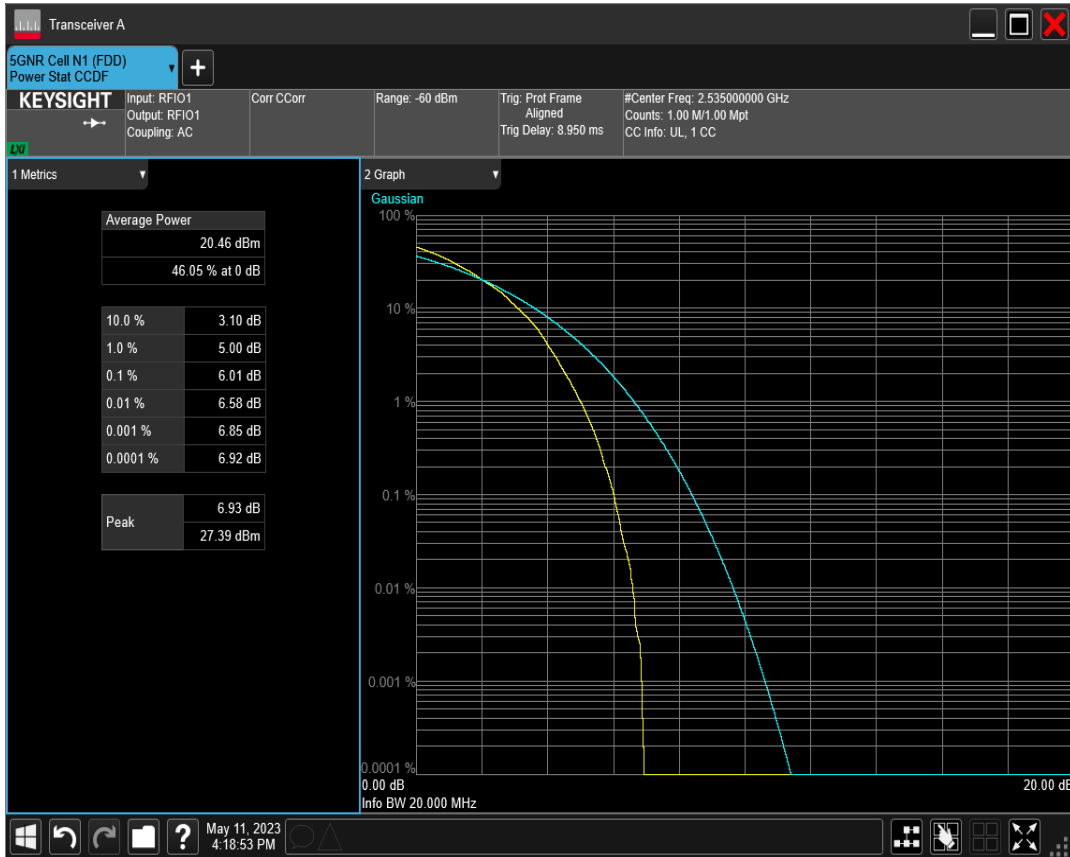 Transceiver A
5GNR Cell N1 (FDD)
Power Stat CCDF
+
KEYSIGHT
LXI
Input: RFIO1
Output: RFIO1
Coupling: AC
Corr CCorr
Range: -60 dBm
Trig: Prot Frame
Aligned
Trig Delay: 8.950 ms
#Center Freq: 2.535000000 GHz
Counts: 1.00 M/1.00 Mpt
CC Info: UL, 1 CC
1 Metrics
Average Power
20.46 dBm
46.05 % at 0 dB
10.0 % 3.10 dB
1.0 % 5.00 dB
0.1 % 6.01 dB
0.01 % 6.58 dB
0.001 % 6.85 dB
0.0001 % 6.92 dB
Peak 6.93 dB
27.39 dBm
2 Graph
Gaussian
100 %
10 %
1 %
0.1 %
0.01 %
0.001 %
0.0001 %
0.00 dB 20.00 dB
Info BW 20.000 MHz
?
May 11, 2023
4:18:53 PM